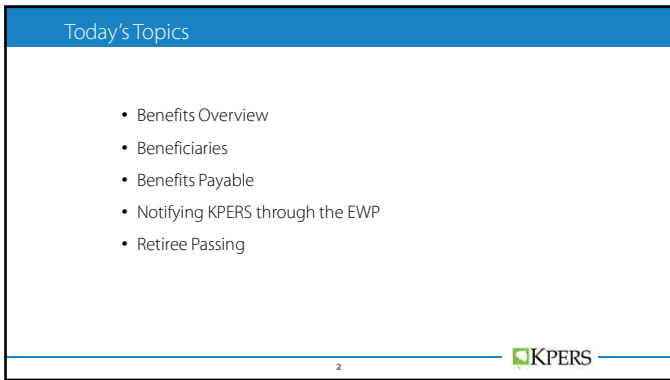 Today's Topics
• Benefits Overview
• Beneficiaries
• Benefits Payable
• Notifying KPERS through the EWP
• Retiree Passing
2
KPERS